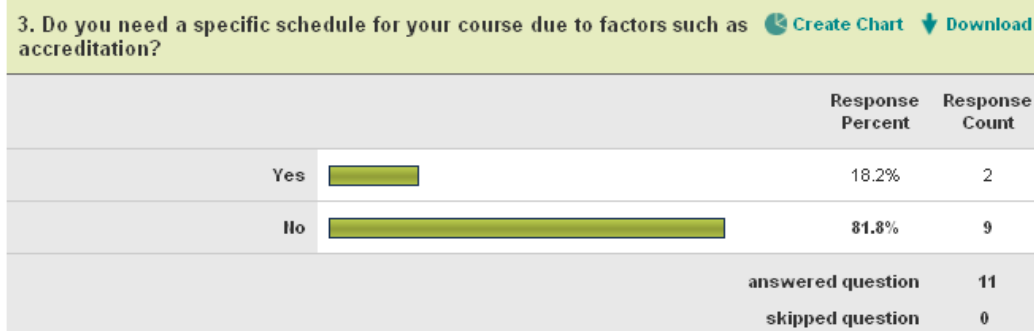 3. Do you need a specific schedule for your course due to factors such as accreditation? Create Chart Download
Response Percent Response Count
Yes 18.2% 2
No 81.8% 9
answered question 11
skipped question 0